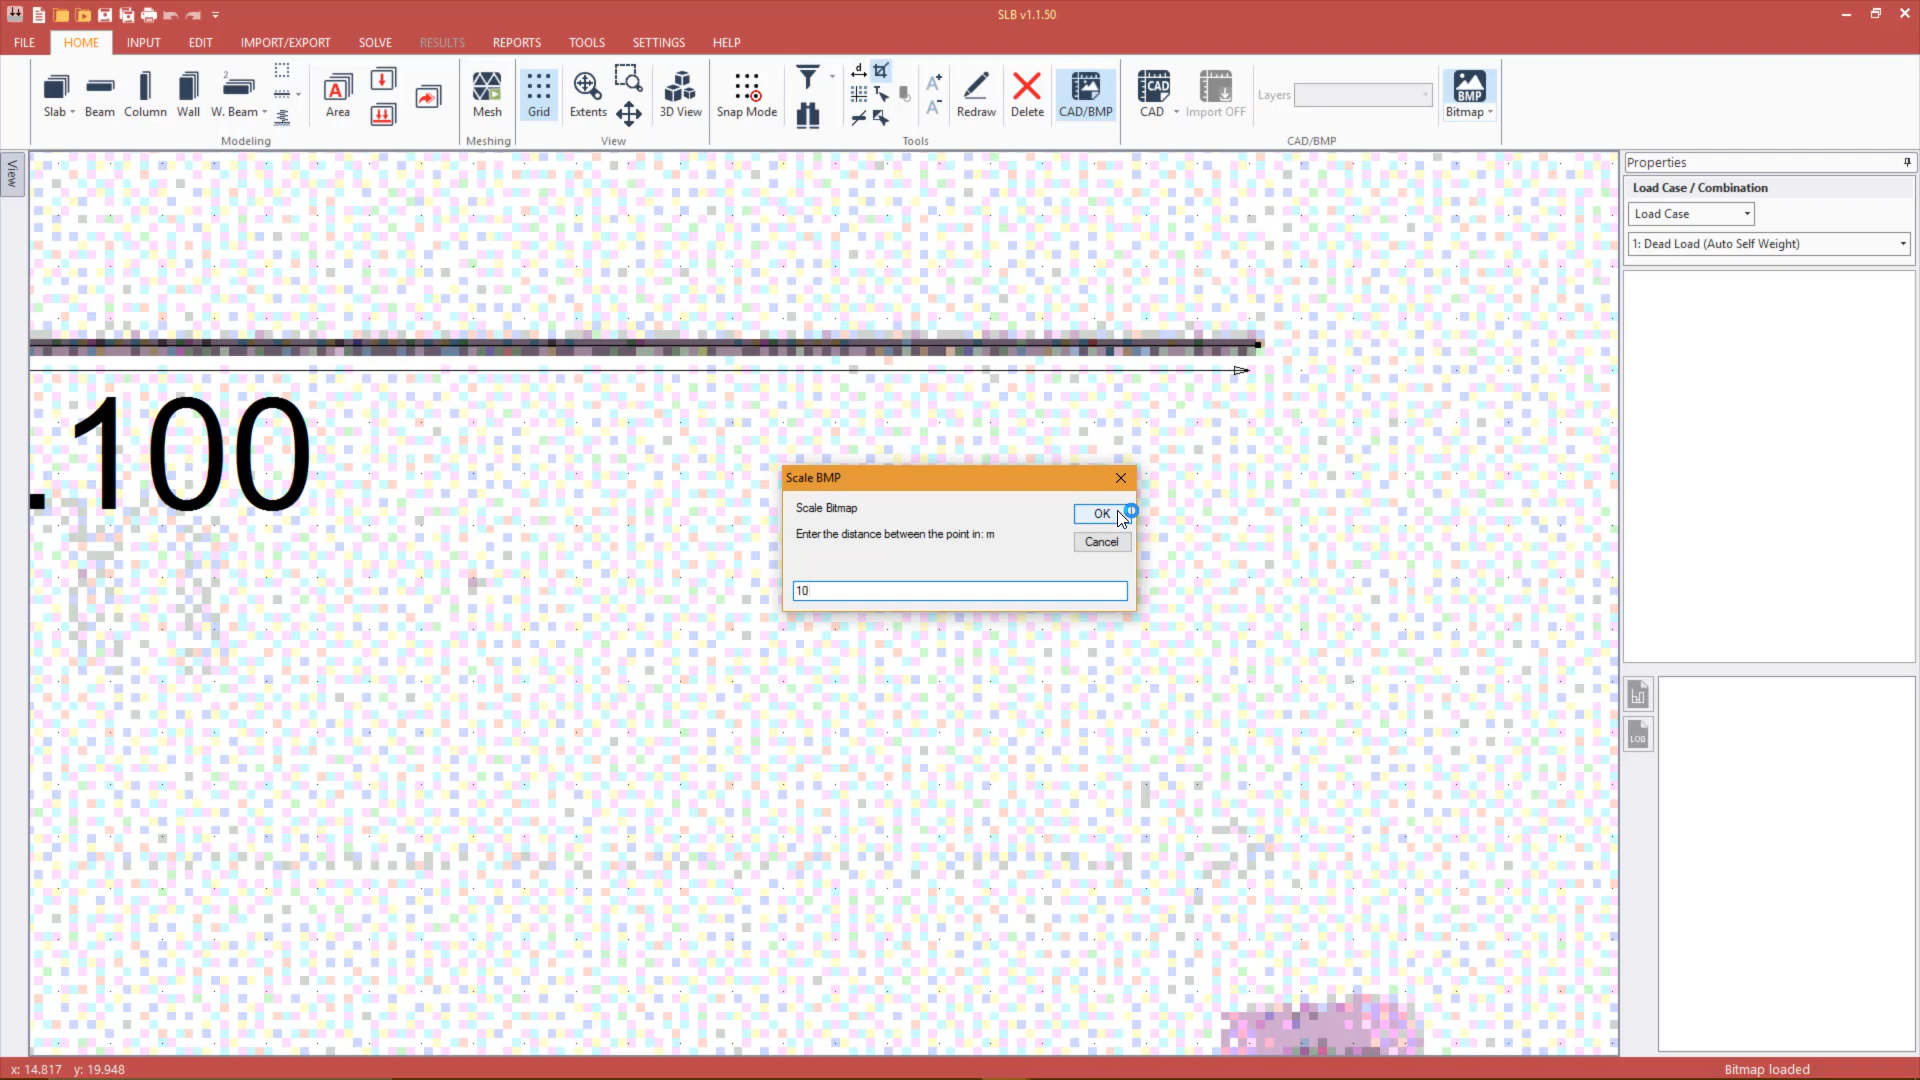 SLB v1.1.50
FILE HOME INPUT EDIT IMPORT/EXPORT SOLVE RESULTS REPORTS TOOLS SETTINGS HELP
Slab Beam Column Wall W. Beam Area Mesh Grid Extents 3D View Snap Mode Redraw Delete CAD/BMP CAD Import OFF Layers Bitmap
2
A
d
A+
A-
CAD
BMP
Modeling Meshing View Tools CAD/BMP
View
Properties
Load Case / Combination
Load Case
1: Dead Load (Auto Self Weight)
.100
Scale BMP
Scale Bitmap
OK
Enter the distance between the point in: m
Cancel
10
LOG
x: 14.817 y: 19.948
Bitmap loaded